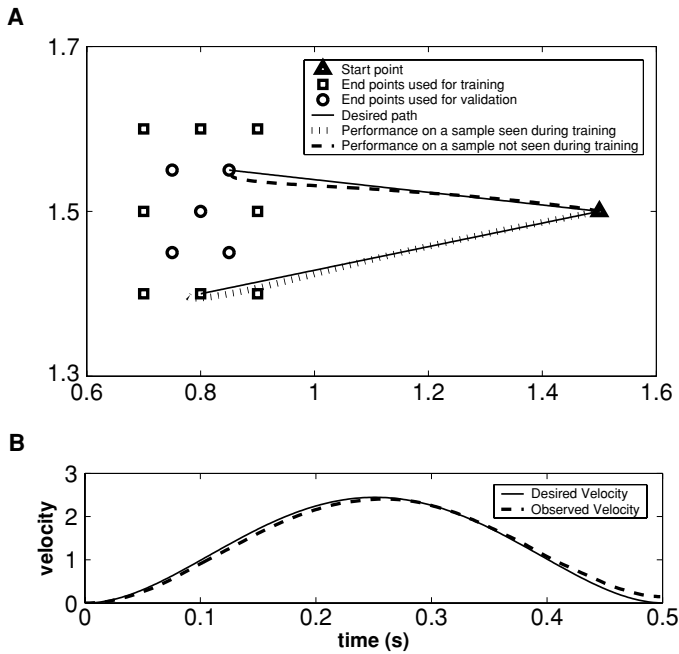 A
1.7
Start point
End points used for training
End points used for validation
Desired path
Performance on a sample seen during training
Performance on a sample not seen during training
1.5
1.3
0.6 0.8 1 1.2 1.4 1.6
B
3
Desired Velocity
Observed Velocity
2
velocity
1
0
0 0.1 0.2 0.3 0.4 0.5
time (s)